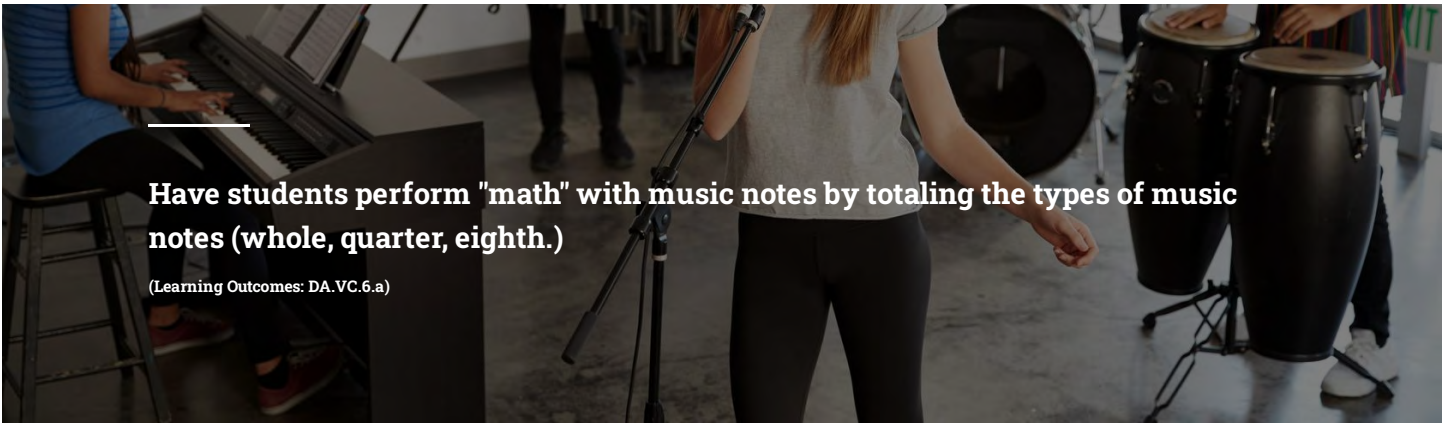 Have students perform "math" with music notes by totaling the types of music
notes (whole, quarter, eighth.)
(Learning Outcomes: DA.VC.6.a)
XIT